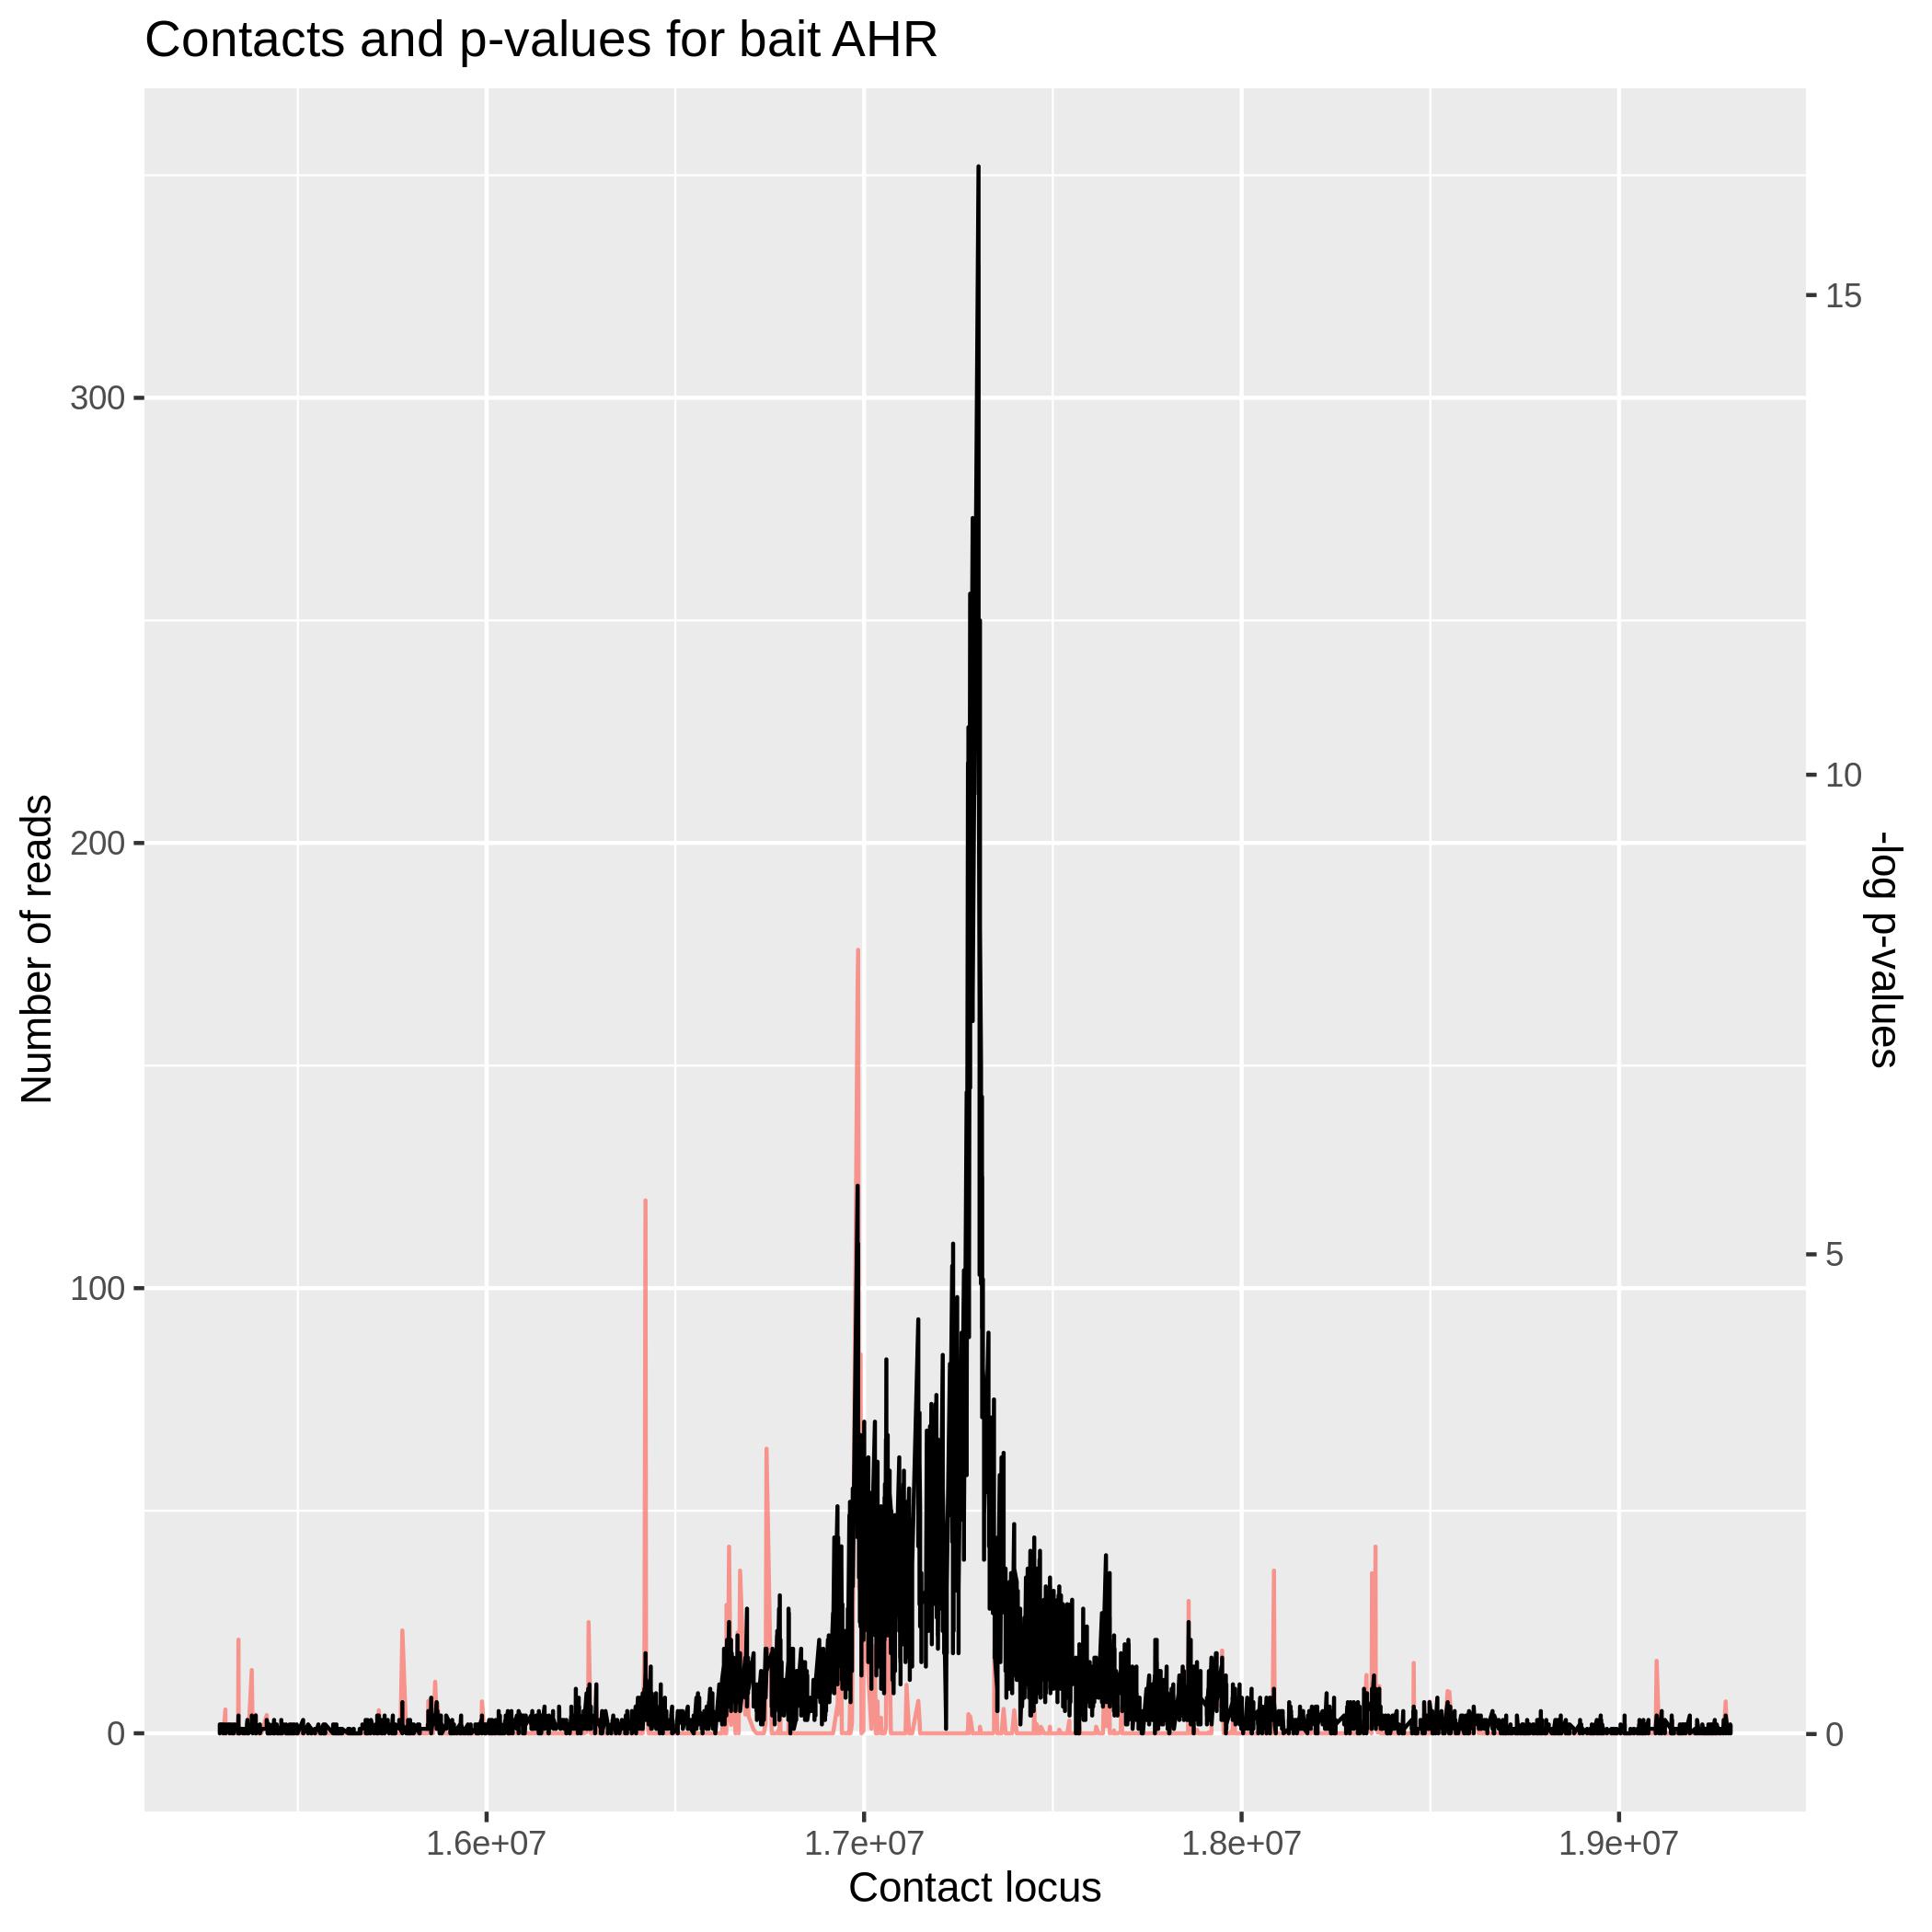 Contacts and p-values for bait AHR
Number of reads
300
200
100
0
15
10
5
0
-log p-values
1.6e+07
1.7e+07
1.8e+07
1.9e+07
Contact locus